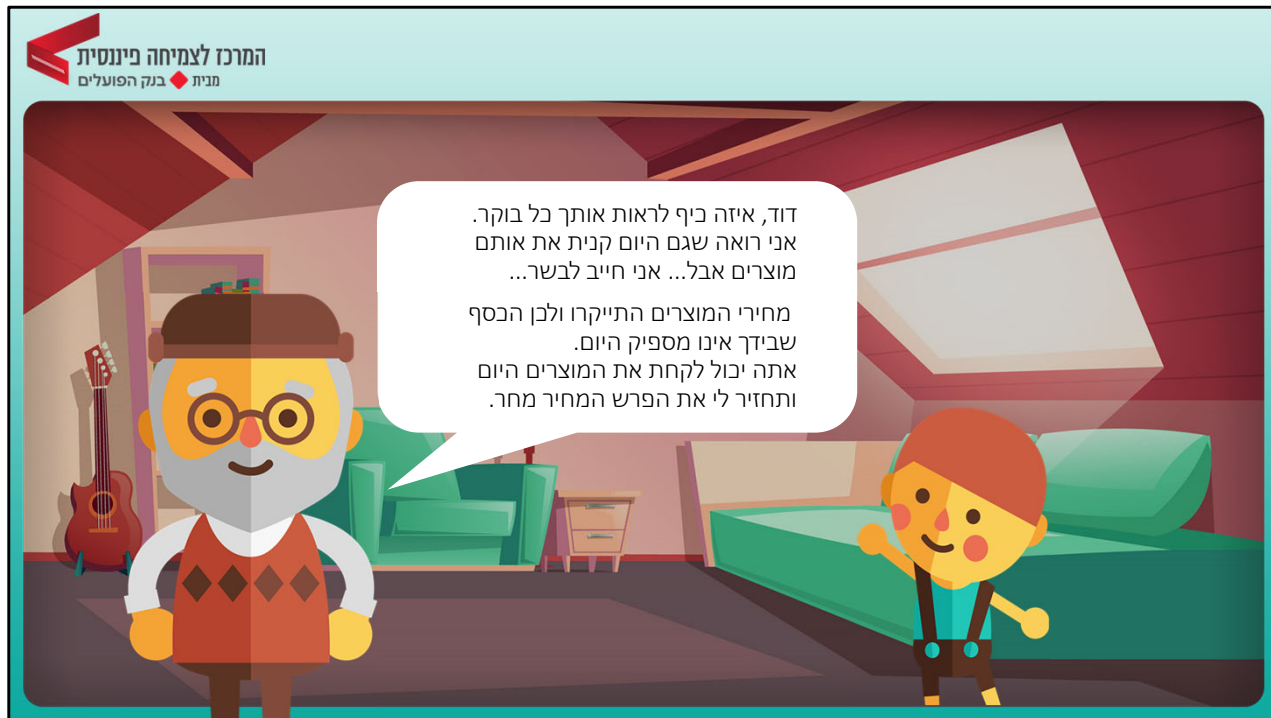 המרכז לצמיחה פיננסית
מבית בנק הפועלים
דוד, איזה כיף לראות אותך כל בוקר.
אני רואה שגם היום קנית את אותם
מוצרים אבל... אני חייב לבשר...
מחירי המוצרים התייקרו ולכן הכסף
שבידך אינו מספיק היום.
אתה יכול לקחת את המוצרים היום
ותחזיר לי את הפרש המחיר מחר.